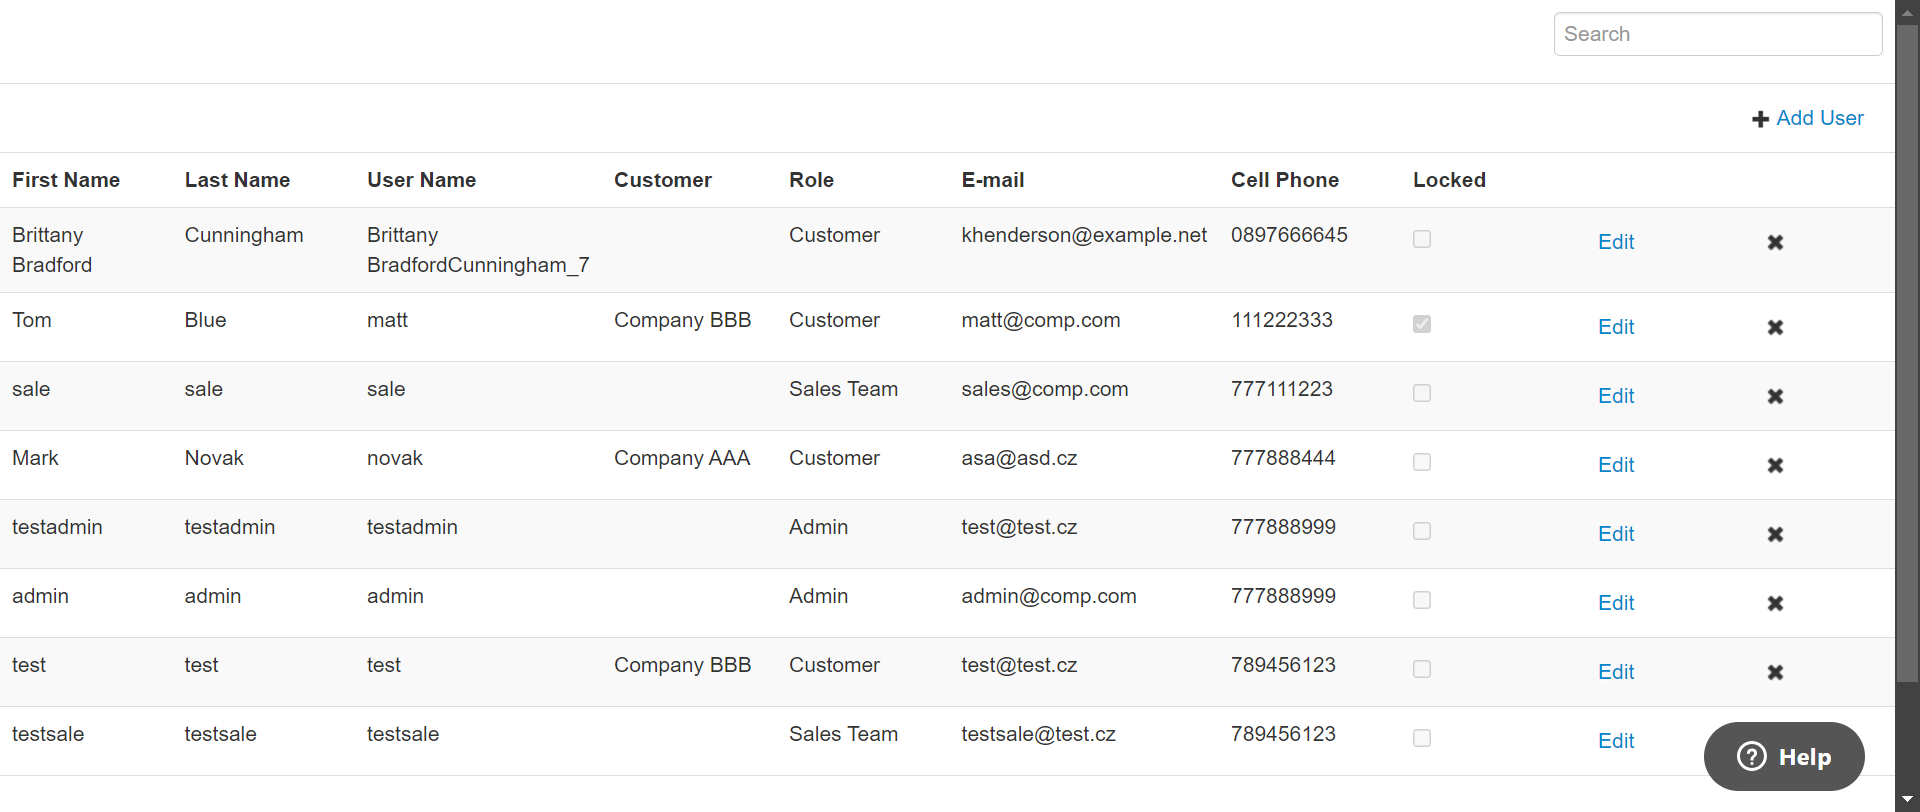 Search
Add User
First Name Last Name User Name Customer Role E-mail Cell Phone Locked
Brittany Cunningham Brittany Customer khenderson@example.net 0897666645 Edit
Bradford BradfordCunningham_7
Tom Blue matt Company BBB Customer matt@comp.com 111222333 Edit
sale sale sale Sales Team sales@comp.com 777111223 Edit
Mark Novak novak Company AAA Customer asa@asd.cz 777888444 Edit
testadmin testadmin testadmin Admin test@test.cz 777888999 Edit
admin admin admin Admin admin@comp.com 777888999 Edit
test test test Company BBB Customer test@test.cz 789456123 Edit
testsale testsale testsale Sales Team testsale@test.cz 789456123 Edit
Help